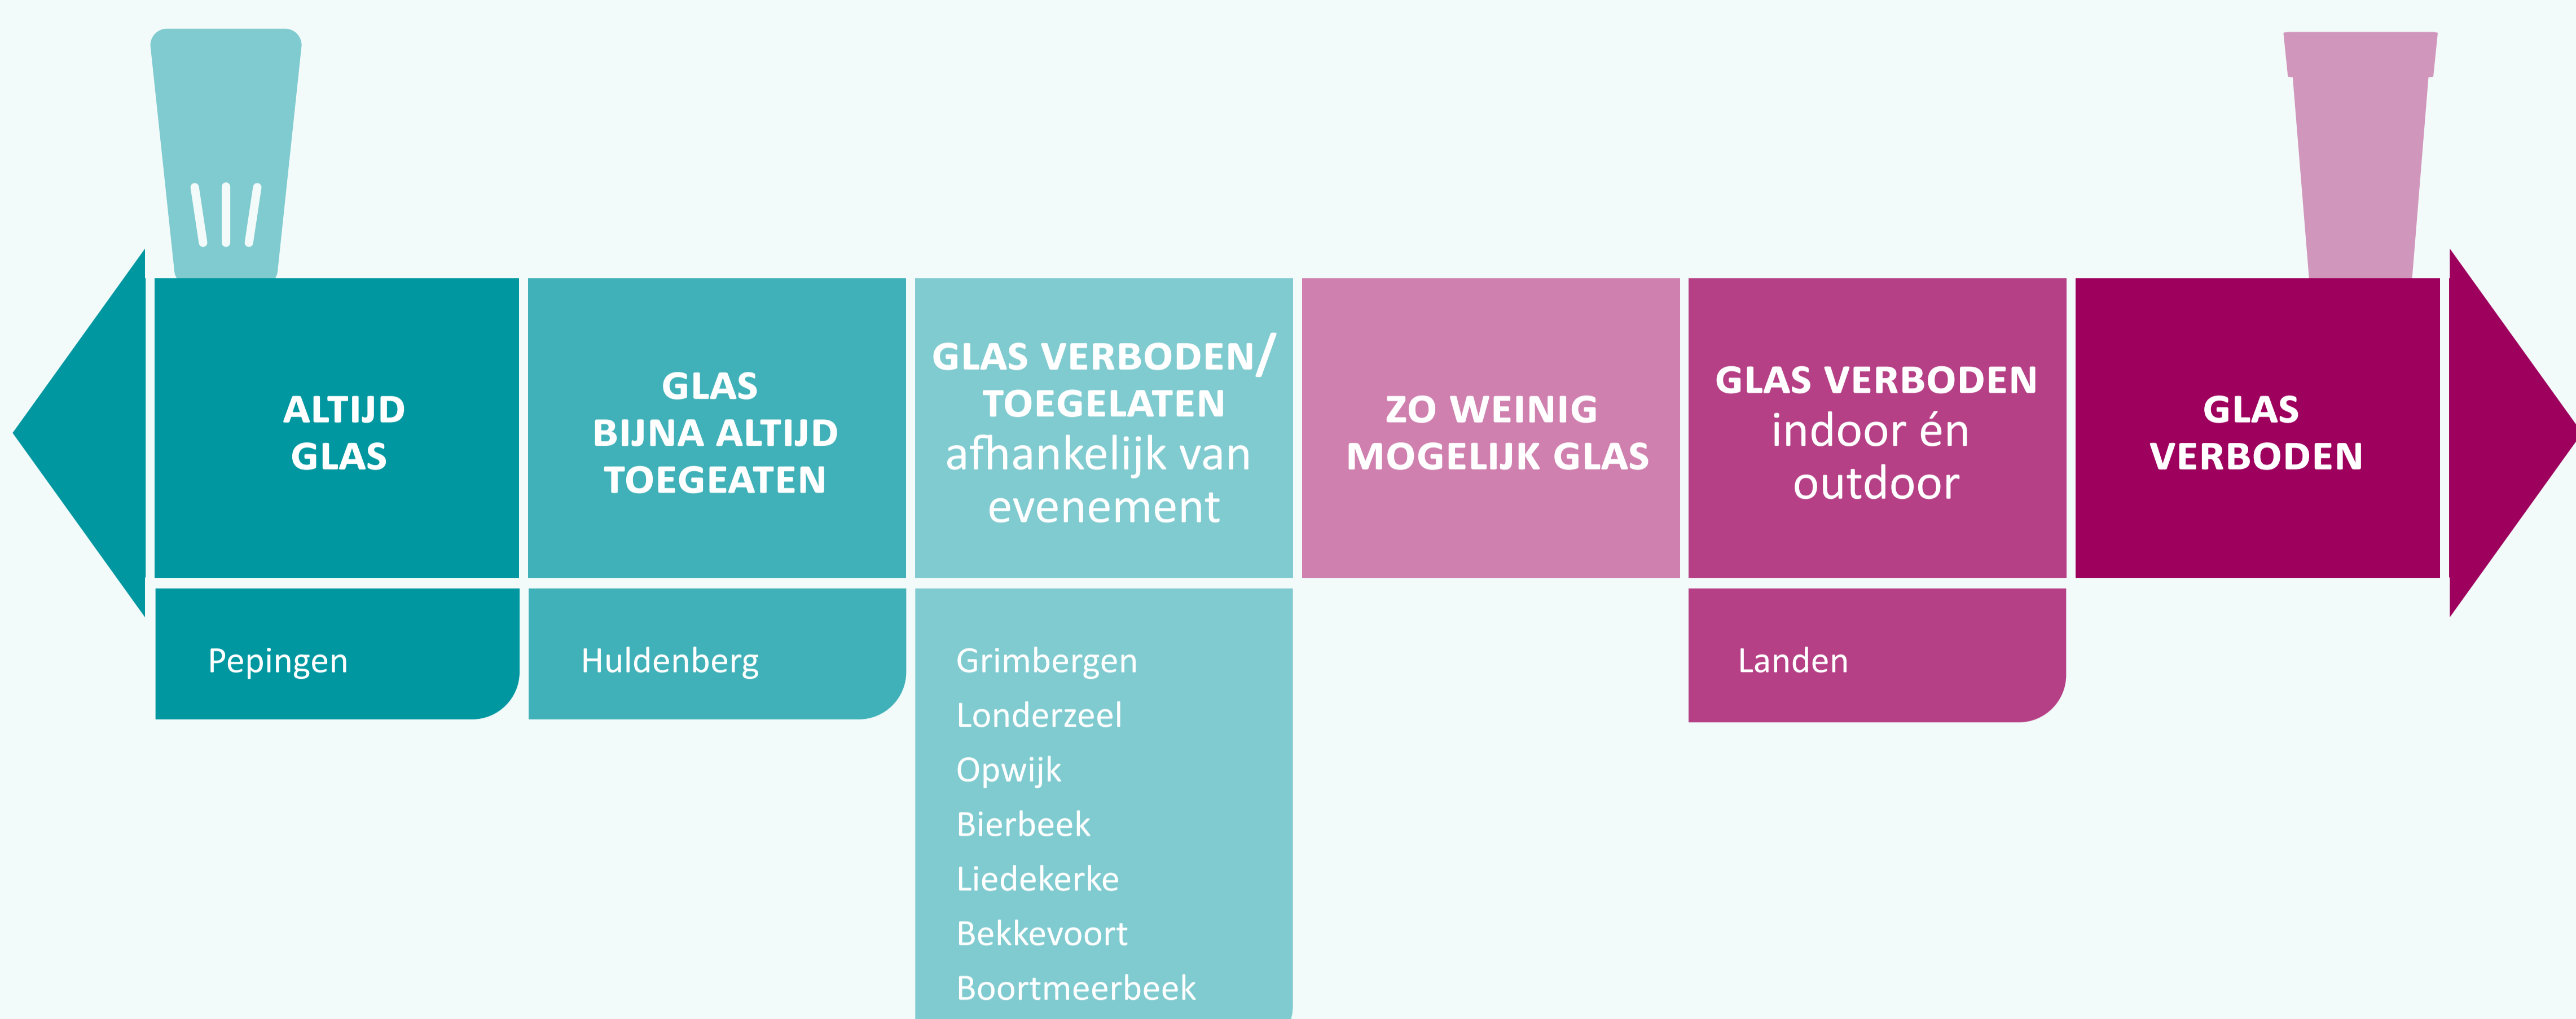 ALTIJD
GLAS
GLAS
BIJNA ALTIJD
TOEGEATEN
GLAS VERBODEN/
TOEGELATEN
afhankelijk van
evenement
ZO WEINIG
MOGELIJK GLAS
GLAS VERBODEN
indoor én
outdoor
GLAS
VERBODEN
Pepingen
Huldenberg
Grimbergen
Londerzeel
Opwijk
Bierbeek
Liedekerke
Bekkevoort
Boortmeerbeek
Landen